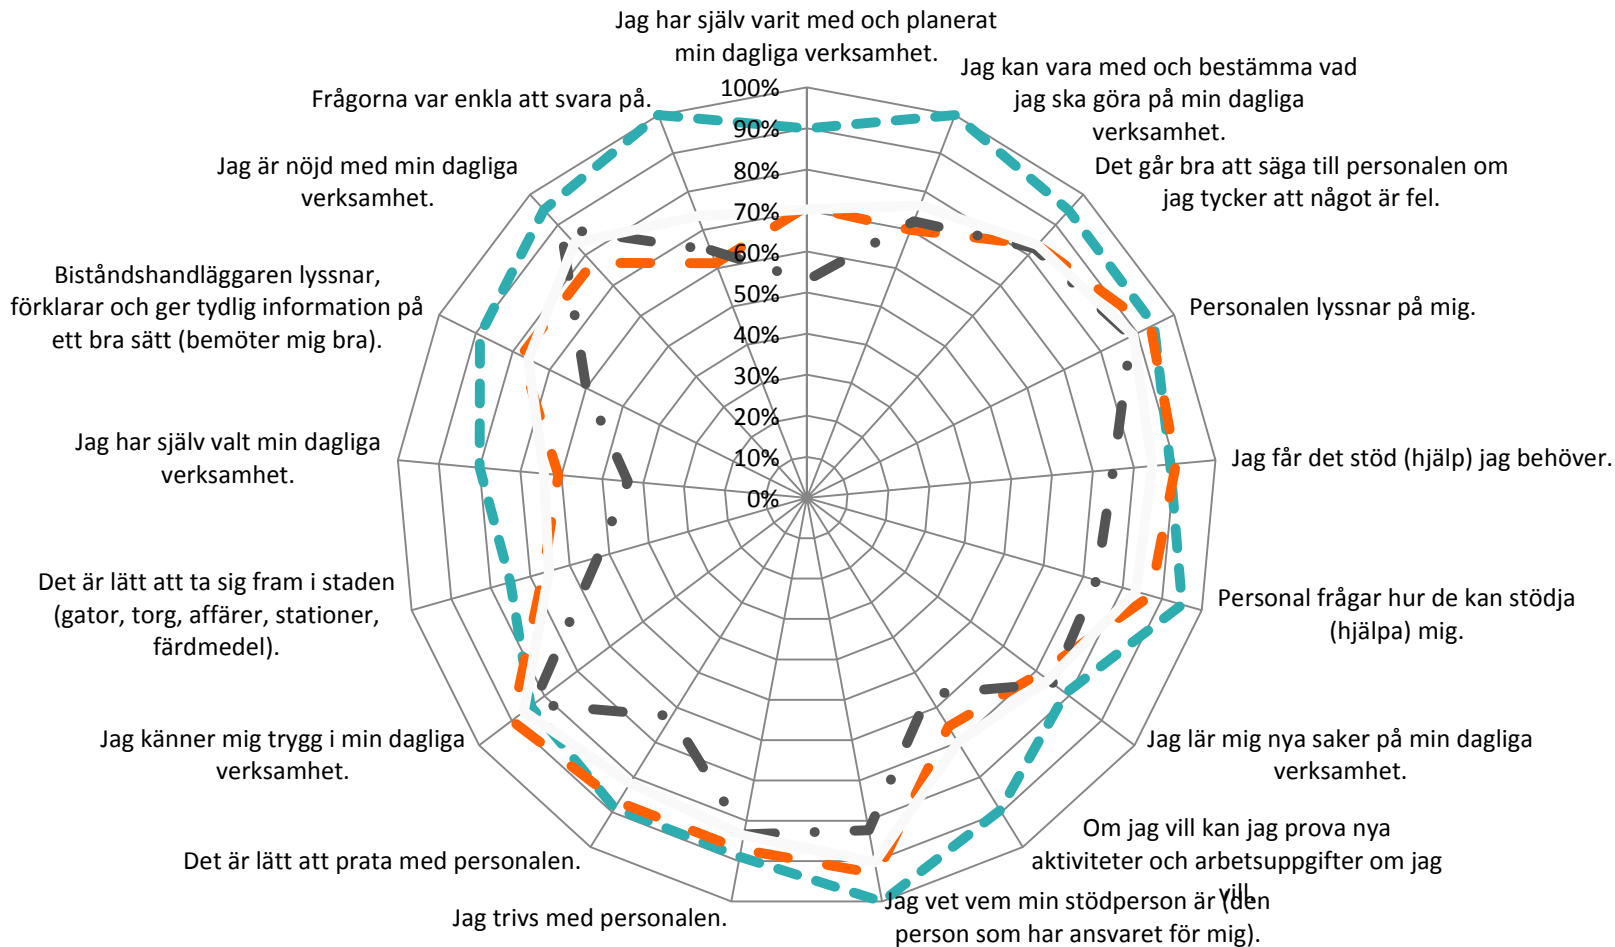 Jag har själv varit med och planerat
min dagliga verksamhet.
Jag kan vara med och bestämma vad
jag ska göra på min dagliga
verksamhet.
Det går bra att säga till personalen om
jag tycker att något är fel.
Personalen lyssnar på mig.
Jag får det stöd (hjälp) jag behöver.
Personal frågar hur de kan stödja
(hjälpa) mig.
Jag lär mig nya saker på min dagliga
verksamhet.
Om jag vill kan jag prova nya
aktiviteter och arbetsuppgifter om jag
vill.
Jag vet vem min stödperson är (den
person som har ansvaret för mig).
Jag trivs med personalen.
Det är lätt att prata med personalen.
Jag känner mig trygg i min dagliga
verksamhet.
Det är lätt att ta sig fram i staden
(gator, torg, affärer, stationer,
färdmedel).
Jag har själv valt min dagliga
verksamhet.
Biståndshandläggaren lyssnar,
förklarar och ger tydlig information på
ett bra sätt (bemöter mig bra).
Jag är nöjd med min dagliga
verksamhet.
Frågorna var enkla att svara på.
100%
90%
80%
70%
60%
50%
40%
30%
20%
10%
0%